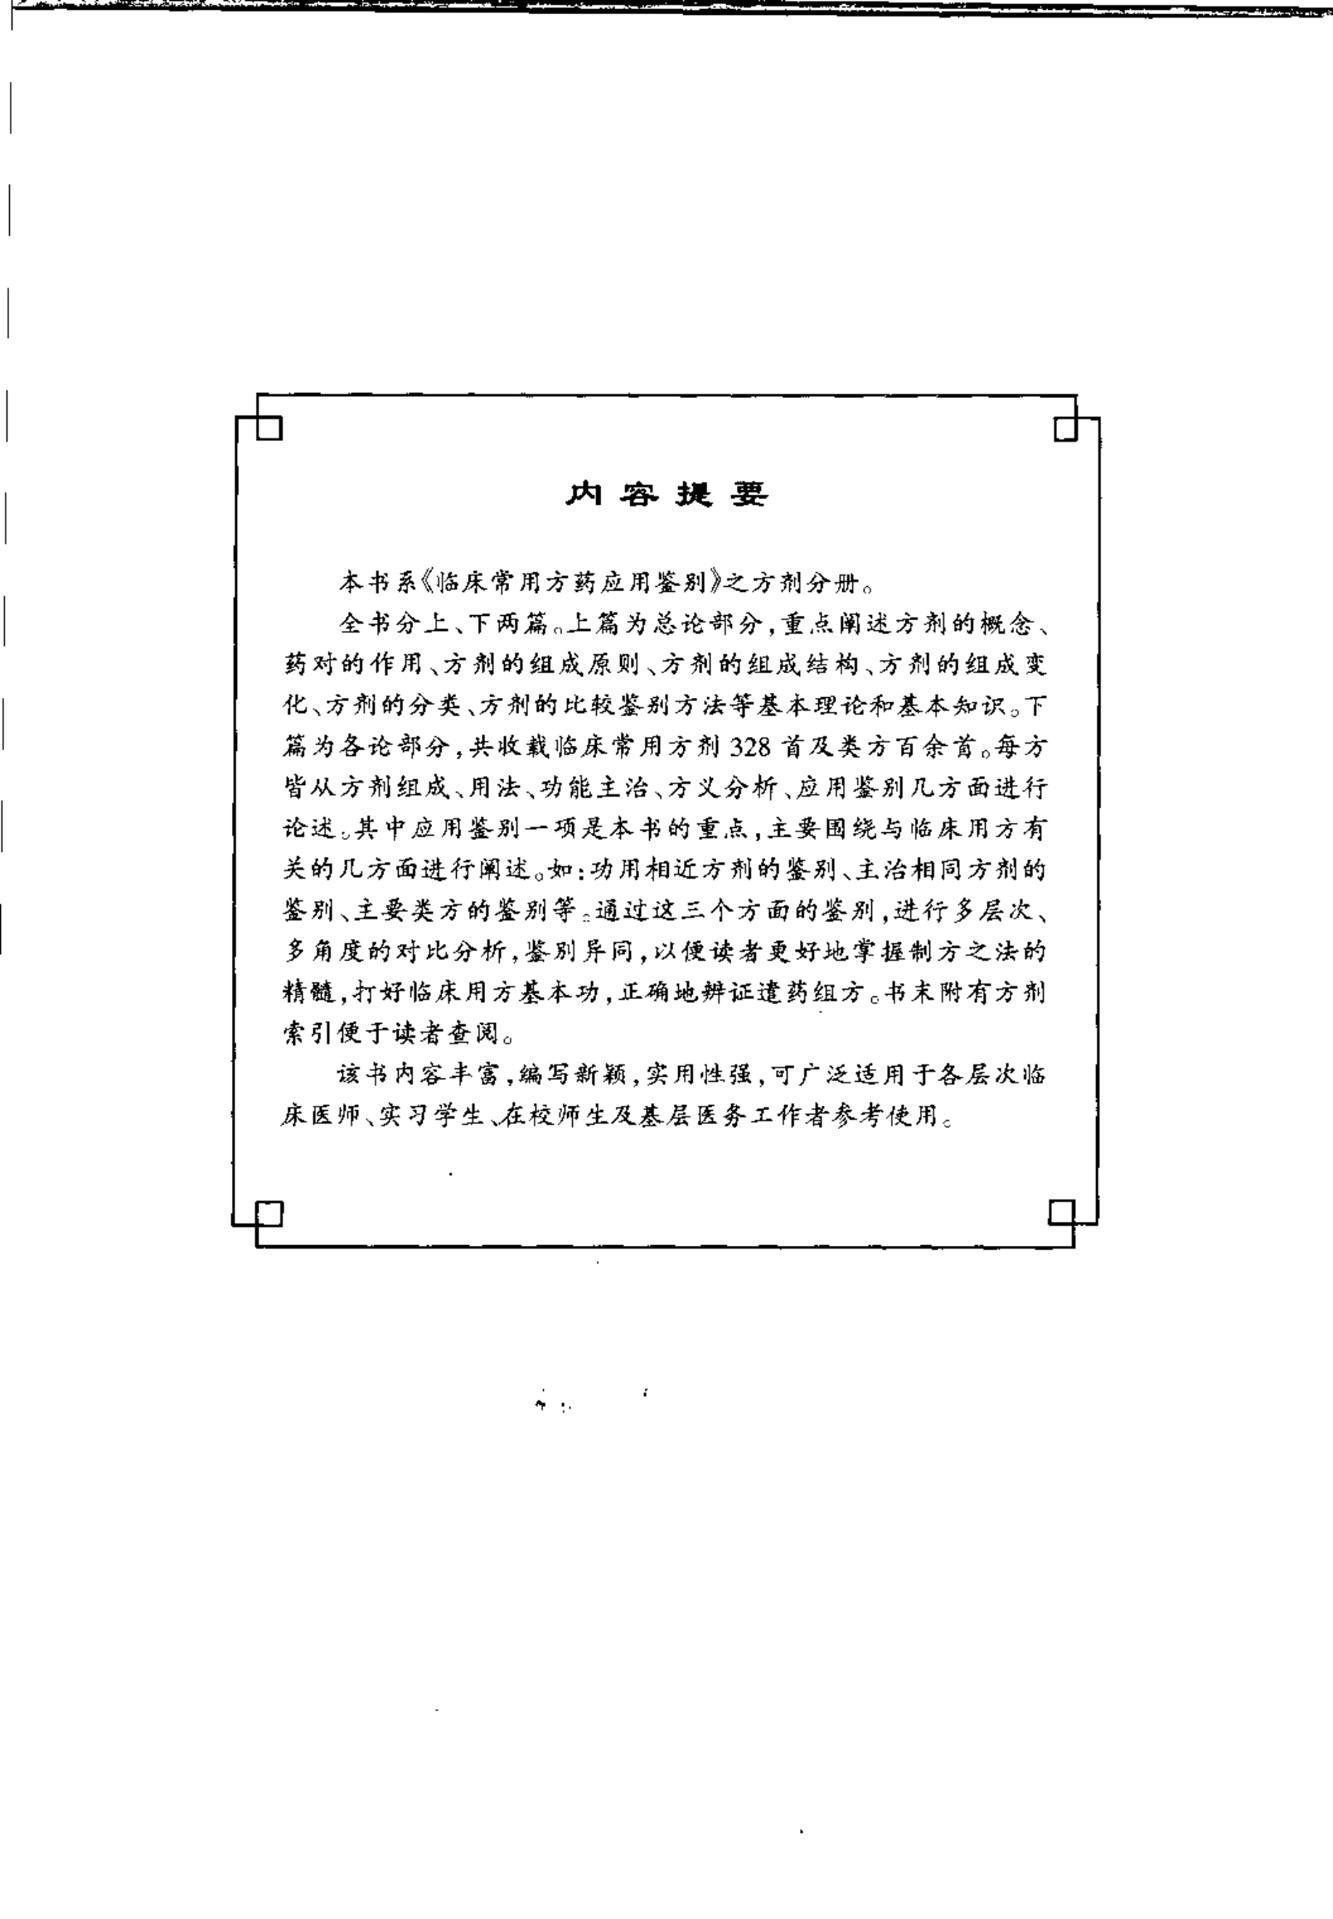 内容提要
本书系《临床常用方药应用鉴别》之方剂分册。
全书分上、下两篇。上篇为总论部分,重点阐述方剂的概念、
药对的作用、方剂的组成原则、方剂的组成结构、方剂的组成变
化、方剂的分类、方剂的比较鉴别方法等基本理论和基本知识。下
篇为各论部分,共收载临床常用方剂 328 首及类方百余首。每方
皆从方剂组成、用法、功能主治、方义分析、应用鉴别几方面进行
论述。其中应用鉴别一项是本书的重点,主要围绕与临床用方有
关的几方面进行阐述。如:功用相近方剂的鉴别、主治相同方剂的
鉴别、主要类方的鉴别等。通过这三个方面的鉴别,进行多层次、
多角度的对比分析,鉴别异同,以便读者更好地掌握制方之法的
精髓,打好临床用方基本功,正确地辨证遣药组方。书末附有方剂
索引便于读者查阅。
该书内容丰富,编写新颖,实用性强,可广泛适用于各层次临
床医师、实习学生、在校师生及基层医务工作者参考使用。